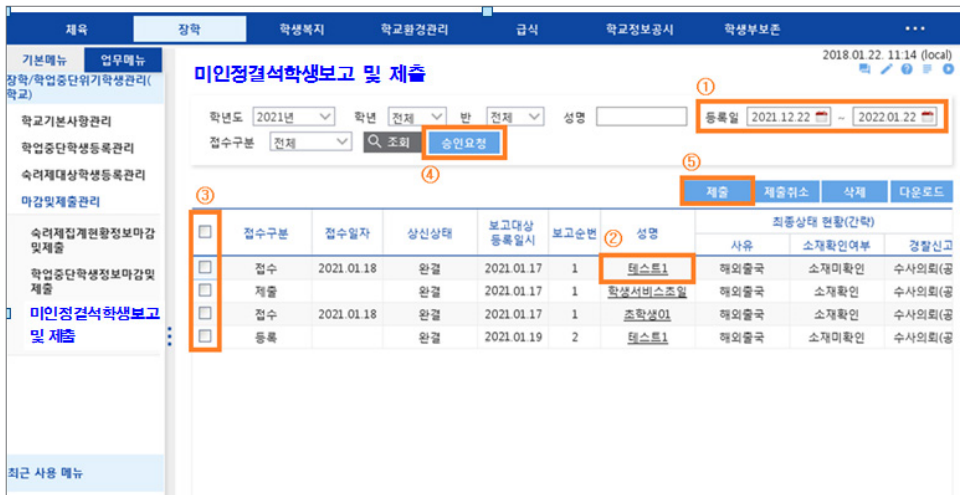 체육 장학 학생복지 학교환경관리 급식 학교정보공시 학생부보존 •••
기본메뉴 업무메뉴
2018.01.22. 11:14 (local)
장학/학업중단위기학생관리(
학교)
미인정결석학생보고 및 제출
학교기본사항관리
학업중단학생등록관리
숙려제대상학생등록관리
마감및제출관리
숙려제집계현황정보마감
및제출
학업중단학생정보마감및
제출
미인정결석학생보고
및 제출
최근 사용 메뉴
①
학년도 2021년 학년 전체 반 전체 성명 등록일 2021.12.22 ~ 2022.01.22
접수구분 전체 조회 승인요청
④
⑤
제출 제출취소 삭제 다운로드
③
접수구분 접수일자 상신상태 보고대상 등록일시 보고순번 ② 성명 최종상태 현황(간략)
사유 소재확인여부 경찰신고
접수 2021.01.18 완결 2021.01.17 1 테스트1 해외출국 소재미확인 수사의뢰(공
제출 완결 2021.01.17 1 학생서비스조일 해외출국 소재확인 수사의뢰(공
접수 2021.01.18 완결 2021.01.17 1 초학생01 해외출국 소재확인 수사의뢰(공
등록 완결 2021.01.19 2 테스트1 해외출국 소재미확인 수사의뢰(공